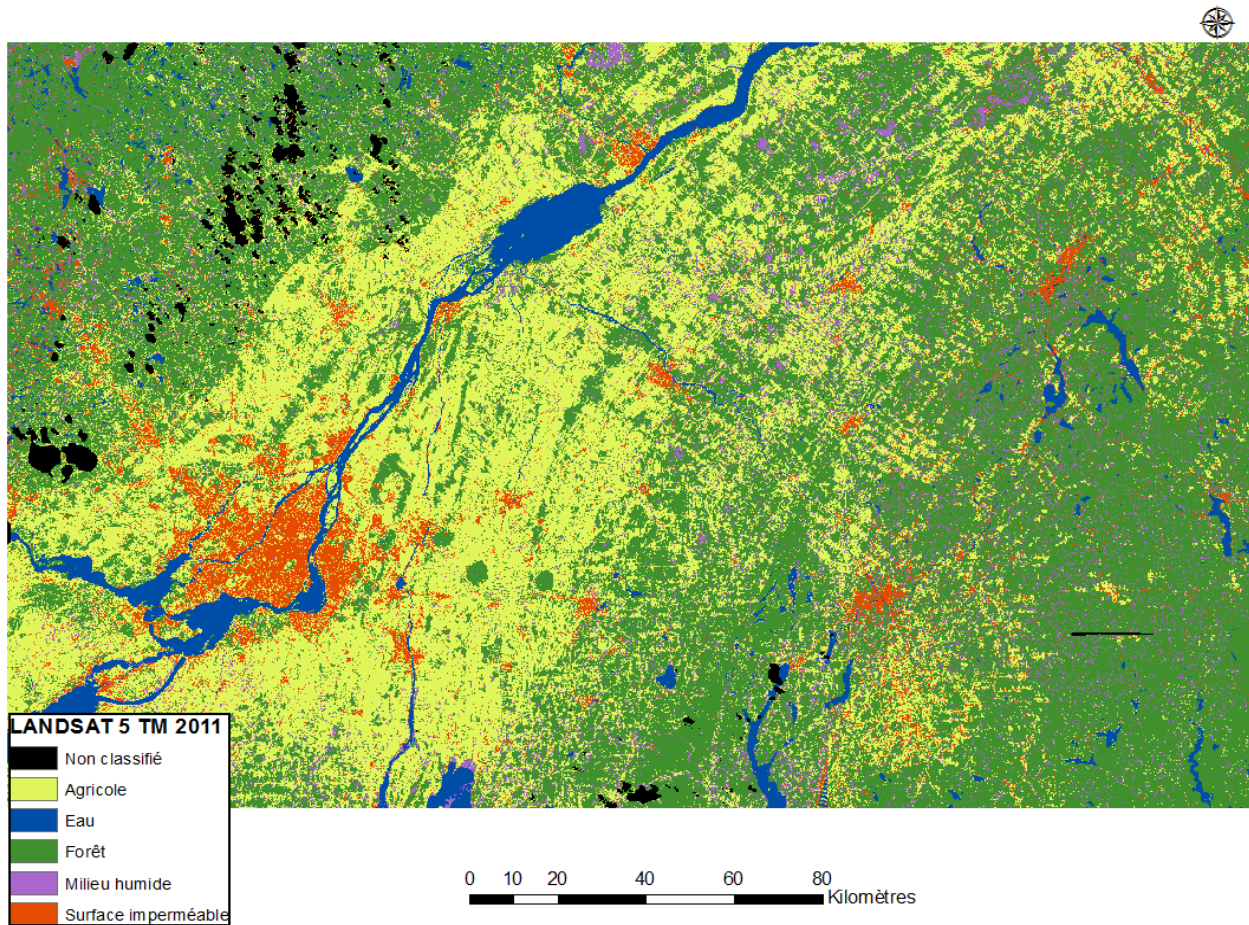 LANDSAT 5 TM 2011
Non classifié
Agricole
Eau
Forêt
Milieu humide
Surface imperméable
0 10 20 40 60 80
Kilomètres